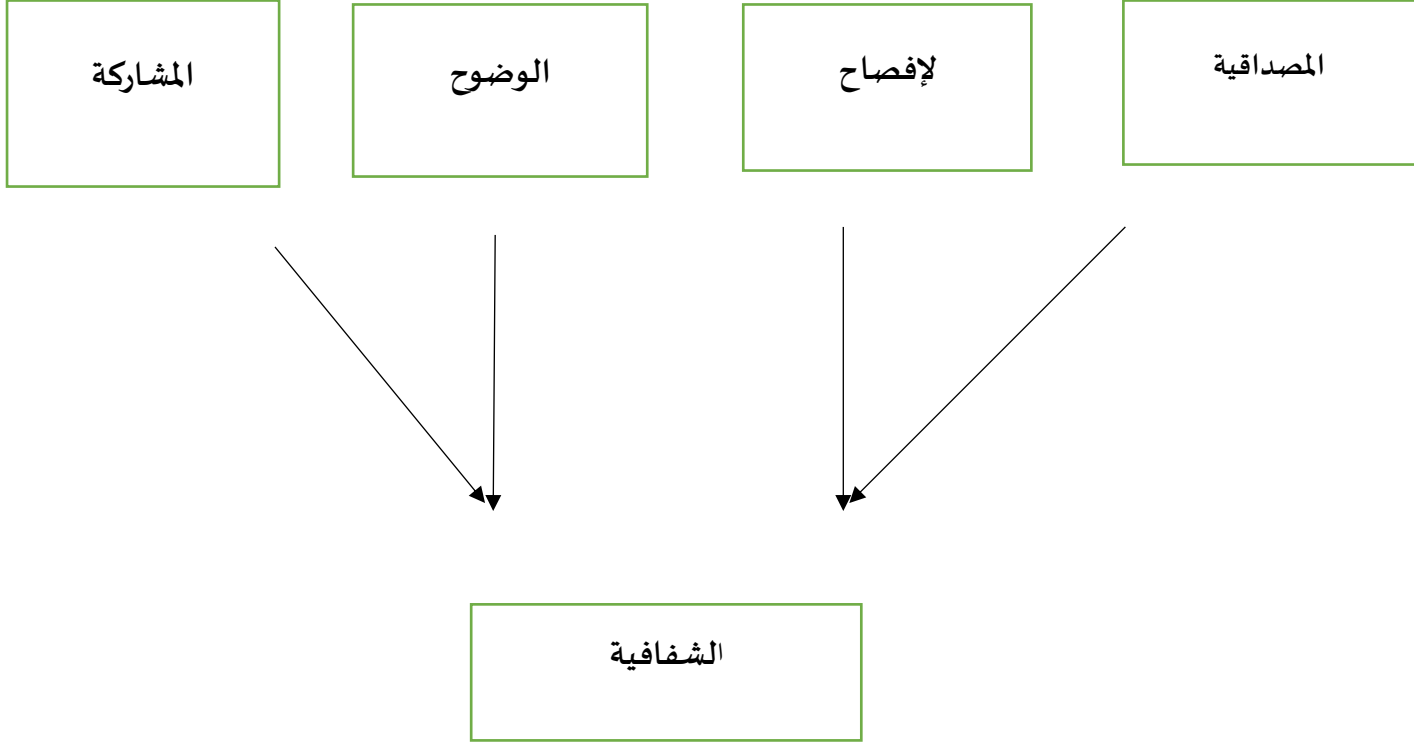 المصداقية
لإفصاح
الوضوح
المشاركة
الشفافية